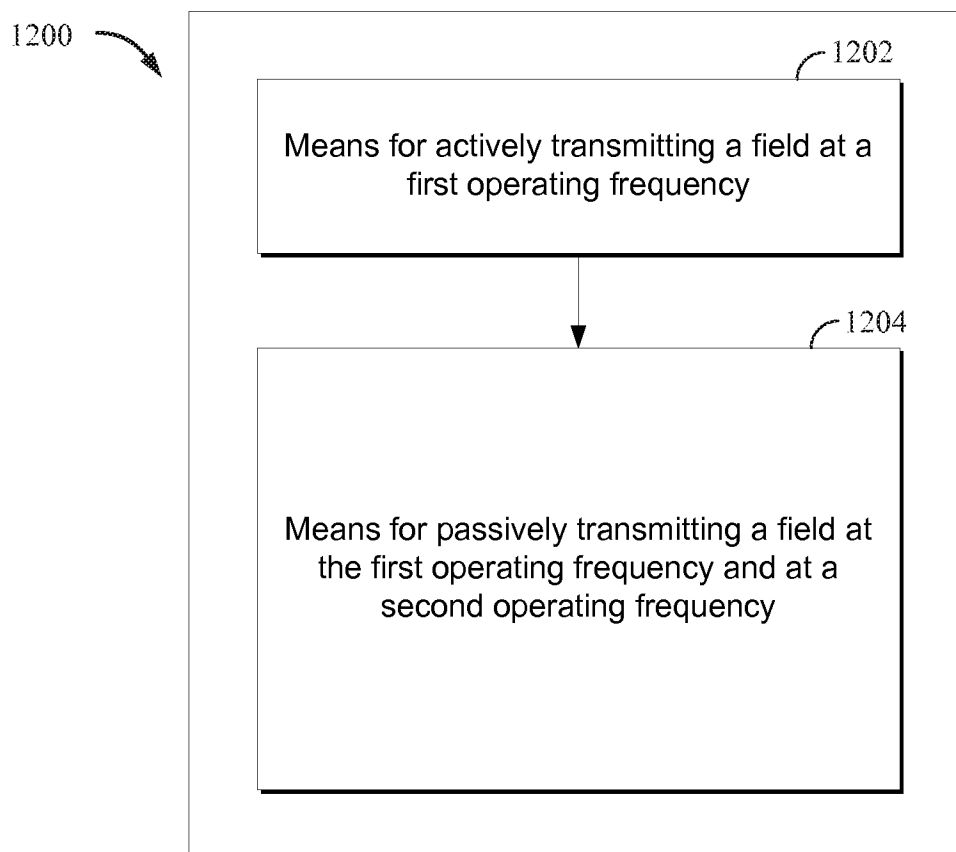 1200
1202
Means for actively transmitting a field at a
first operating frequency
1204
Means for passively transmitting a field at
the first operating frequency and at a
second operating frequency